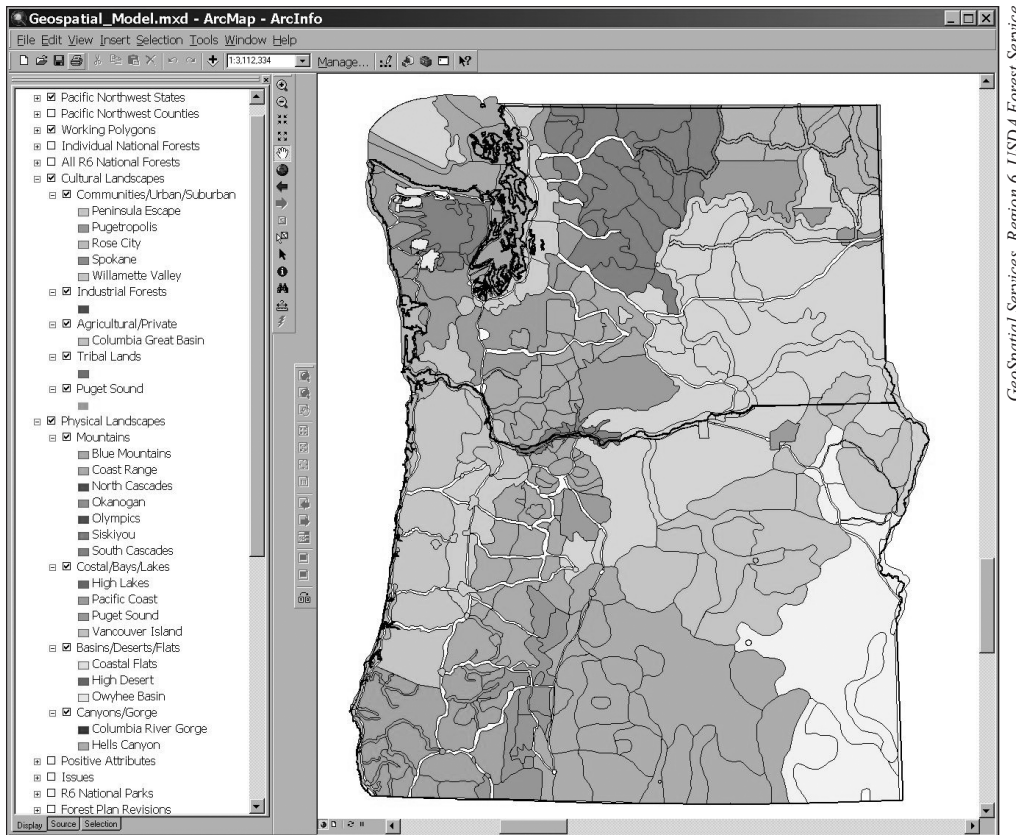 Geospatial_Model.mxd - ArcMap - ArcInfo
File Edit View Insert Selection Tools Window Help
1:3,112,334 Manage...
Pacific Northwest States
Pacific Northwest Counties
Working Polygons
Individual National Forests
All R6 National Forests
Cultural Landscapes
Communities/Urban/Suburban
Peninsula Escape
Pugetropolis
Rose City
Spokane
Willamette Valley
Industrial Forests
Agricultural/Private
Columbia Great Basin
Tribal Lands
Puget Sound
Physical Landscapes
Mountains
Blue Mountains
Coast Range
North Cascades
Okanogan
Olympics
Siskiyou
South Cascades
Costal/Bays/Lakes
High Lakes
Pacific Coast
Puget Sound
Vancouver Island
Basins/Deserts/Flats
Coastal Flats
High Desert
Owyhee Basin
Canyons/Gorge
Columbia River Gorge
Hells Canyon
Positive Attributes
Issues
R6 National Parks
Forest Plan Revisions
Display Source Selection
GeoSpatial Services, Region 6, USDA Forest Service